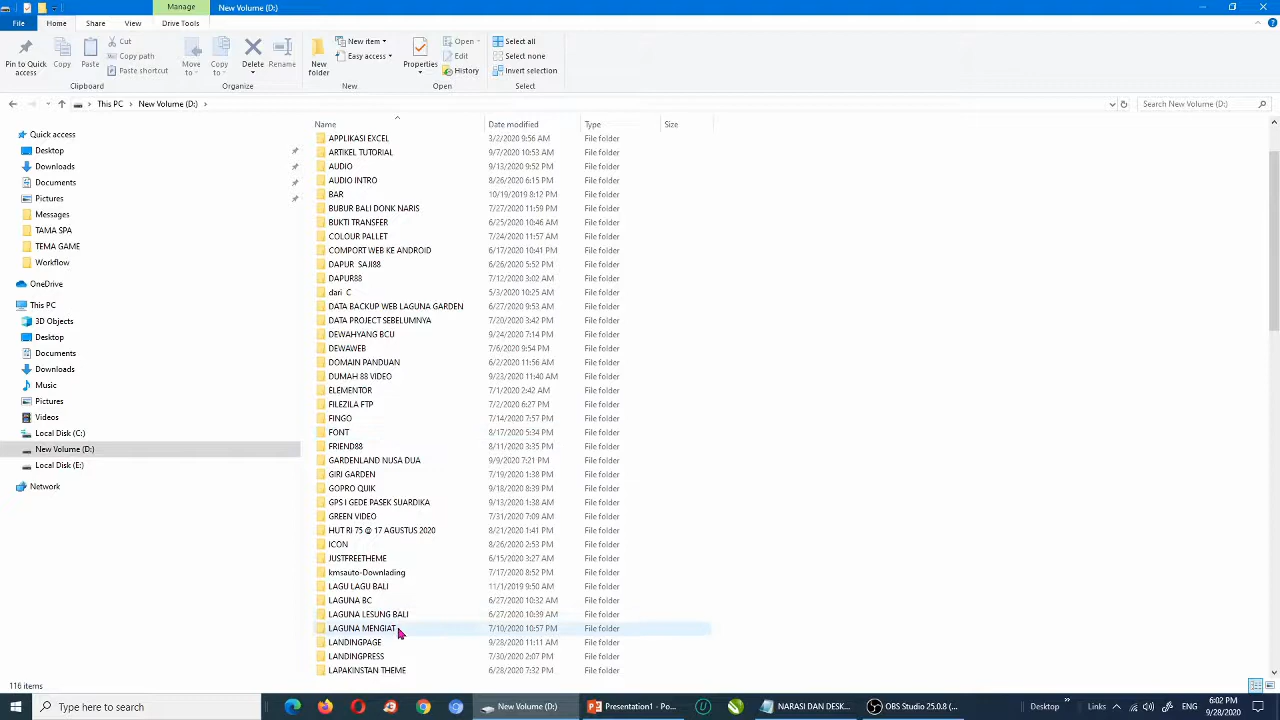 Manage
New Volume (D:)
File
Home
Share
View
Drive Tools
Pin to Quick access
Copy
Paste
Cut
Copy path
Paste shortcut
Clipboard
Move to
Copy to
Delete
Rename
Organize
New folder
New item
Easy access
New
Properties
Open
Edit
History
Open
Select all
Select none
Invert selection
Select
This PC
New Volume (D:)
Search New Volume (D:)
Quick access
Desktop
Downloads
Documents
Pictures
Messages
TAMA SPA
TEMA GAME
Workflow
OneDrive
This PC
3D Objects
Desktop
Documents
Downloads
Music
Pictures
Videos
Local Disk (C:)
New Volume (D:)
Local Disk (E:)
Network
Name Date modified Type Size
APPLIKASI EXCEL 3/2/2020 9:56 AM File folder
ARTIKEL TUTORIAL 9/7/2020 10:53 AM File folder
AUDIO 9/13/2020 9:52 PM File folder
AUDIO INTRO 8/26/2020 6:15 PM File folder
BAR 10/19/2019 8:12 PM File folder
BUBUR BALI DONK NARIS 7/27/2020 11:59 PM File folder
BUKTI TRANSFER 6/25/2020 10:46 AM File folder
COLOUR PALLET 7/24/2020 11:57 AM File folder
COMPORT WEB KE ANDROID 6/17/2020 10:41 PM File folder
DAPUR SAJI88 6/26/2020 5:52 PM File folder
DAPUR88 7/12/2020 3:02 AM File folder
dari C 5/3/2020 10:25 AM File folder
DATA BACKUP WEB LAGUNA GARDEN 6/27/2020 9:53 AM File folder
DATA PROJECT SEBELUMNYA 7/20/2020 3:42 PM File folder
DEWAHYANG BCU 9/24/2020 7:14 PM File folder
DEWAWEB 7/6/2020 9:54 PM File folder
DOMAIN PANDUAN 6/2/2020 11:56 AM File folder
DUMAH 88 VIDEO 9/23/2020 11:40 AM File folder
ELEMENTOR 7/1/2020 2:42 AM File folder
FILEZILA FTP 7/2/2020 6:27 PM File folder
FINGO 7/14/2020 7:57 PM File folder
FONT 8/17/2020 5:34 PM File folder
FRIEND88 8/11/2020 3:35 PM File folder
GARDENLAND NUSA DUA 9/9/2020 7:21 PM File folder
GIRI GARDEN 7/19/2020 1:38 PM File folder
GOPRO QUIK 9/18/2020 8:39 PM File folder
GPS I GEDE PASEK SUARDIKA 9/13/2020 1:38 AM File folder
GREEN VIDEO 7/31/2020 7:09 AM File folder
HUT RI 75 @ 17 AGUSTUS 2020 8/21/2020 1:41 PM File folder
ICON 8/26/2020 2:53 PM File folder
JUSTFREETHEME 6/15/2020 3:27 AM File folder
kmsauto-Downlading 7/17/2020 8:52 PM File folder
LAGU LAGU BALI 11/1/2019 9:50 AM File folder
LAGUNA BC 6/27/2020 10:32 AM File folder
LAGUNA LESUNG BALI 6/27/2020 10:39 AM File folder
LAGUNA MENGIAT 7/10/2020 10:57 PM File folder
LANDINGPAGE 9/28/2020 11:11 AM File folder
LANDINGPRESS 7/30/2020 2:07 PM File folder
LAPAKINSTAN THEME 6/28/2020 7:32 PM File folder
116 items
Type here to search
New Volume (D:)
Presentation1 - Po...
NARASI DAN DESK...
OBS Studio 25.0.8 (...
Desktop
Links
6:02 PM
9/28/2020